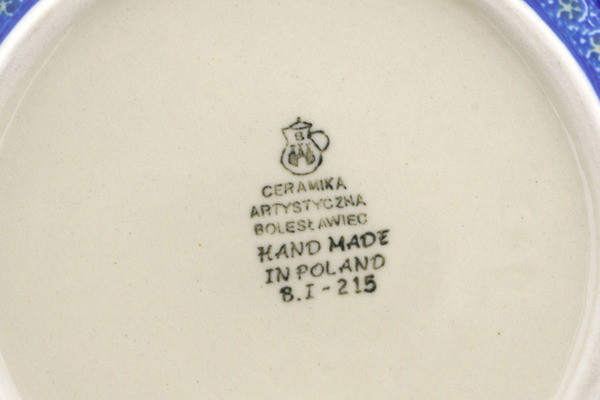 B
CERAMIKA
ARTYSTYCZNA
BOLESŁAWIEC
HAND MADE
IN POLAND
B.I-215